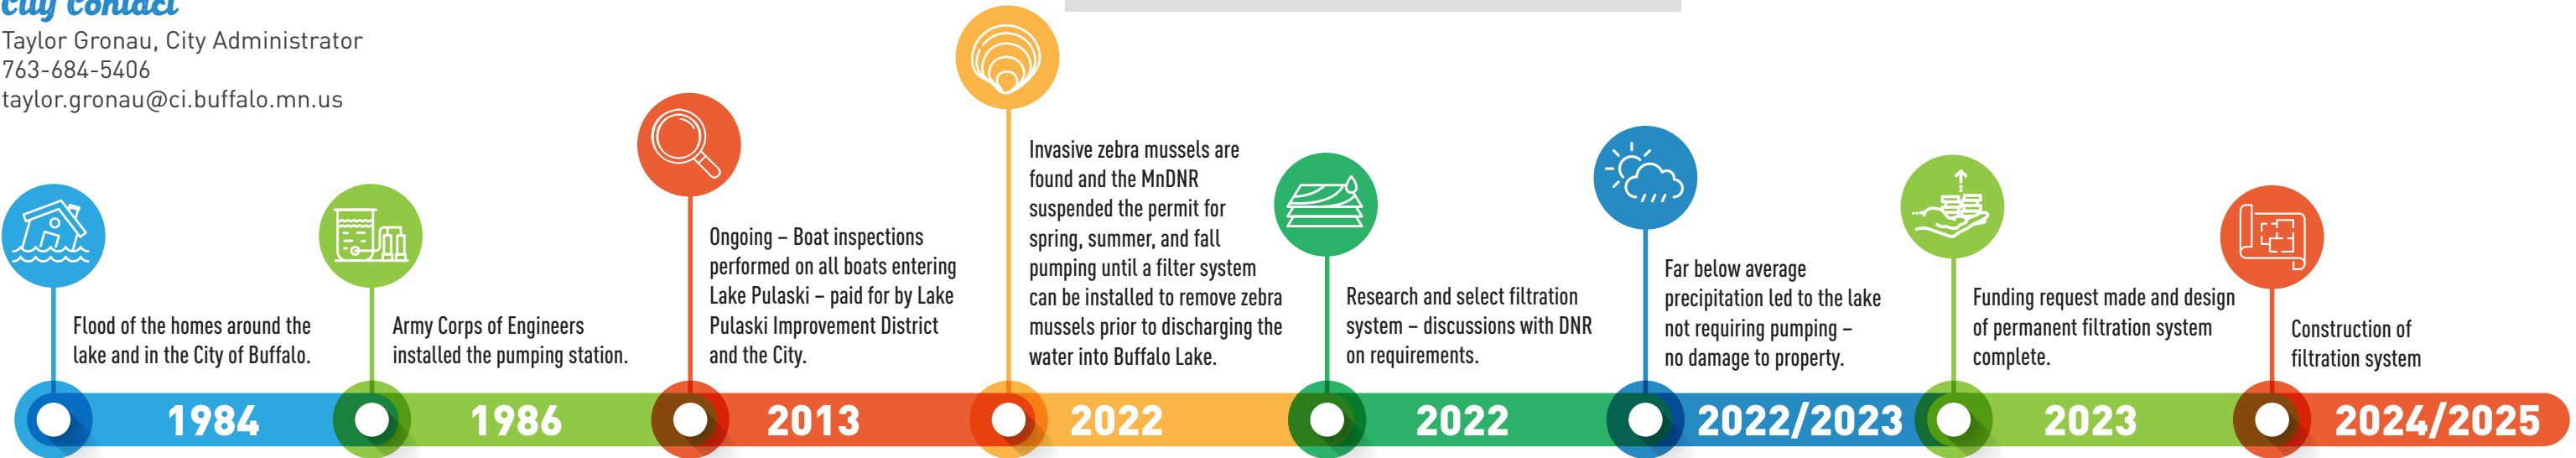 City Contact
Taylor Gronau, City Administrator
763-684-5406
taylor.gronau@ci.buffalo.mn.us
Flood of the homes around the
lake and in the City of Buffalo.
1984
Army Corps of Engineers
installed the pumping station.
1986
Ongoing – Boat inspections
performed on all boats entering
Lake Pulaski – paid for by Lake
Pulaski Improvement District
and the City.
2013
Invasive zebra mussels are
found and the MnDNR
suspended the permit for
spring, summer, and fall
pumping until a filter system
can be installed to remove zebra
mussels prior to discharging the
water into Buffalo Lake.
2022
Research and select filtration
system – discussions with DNR
on requirements.
2022
Far below average
precipitation led to the lake
not requiring pumping –
no damage to property.
2022/2023
Funding request made and design
of permanent filtration system
complete.
2023
Construction of
filtration system
2024/2025